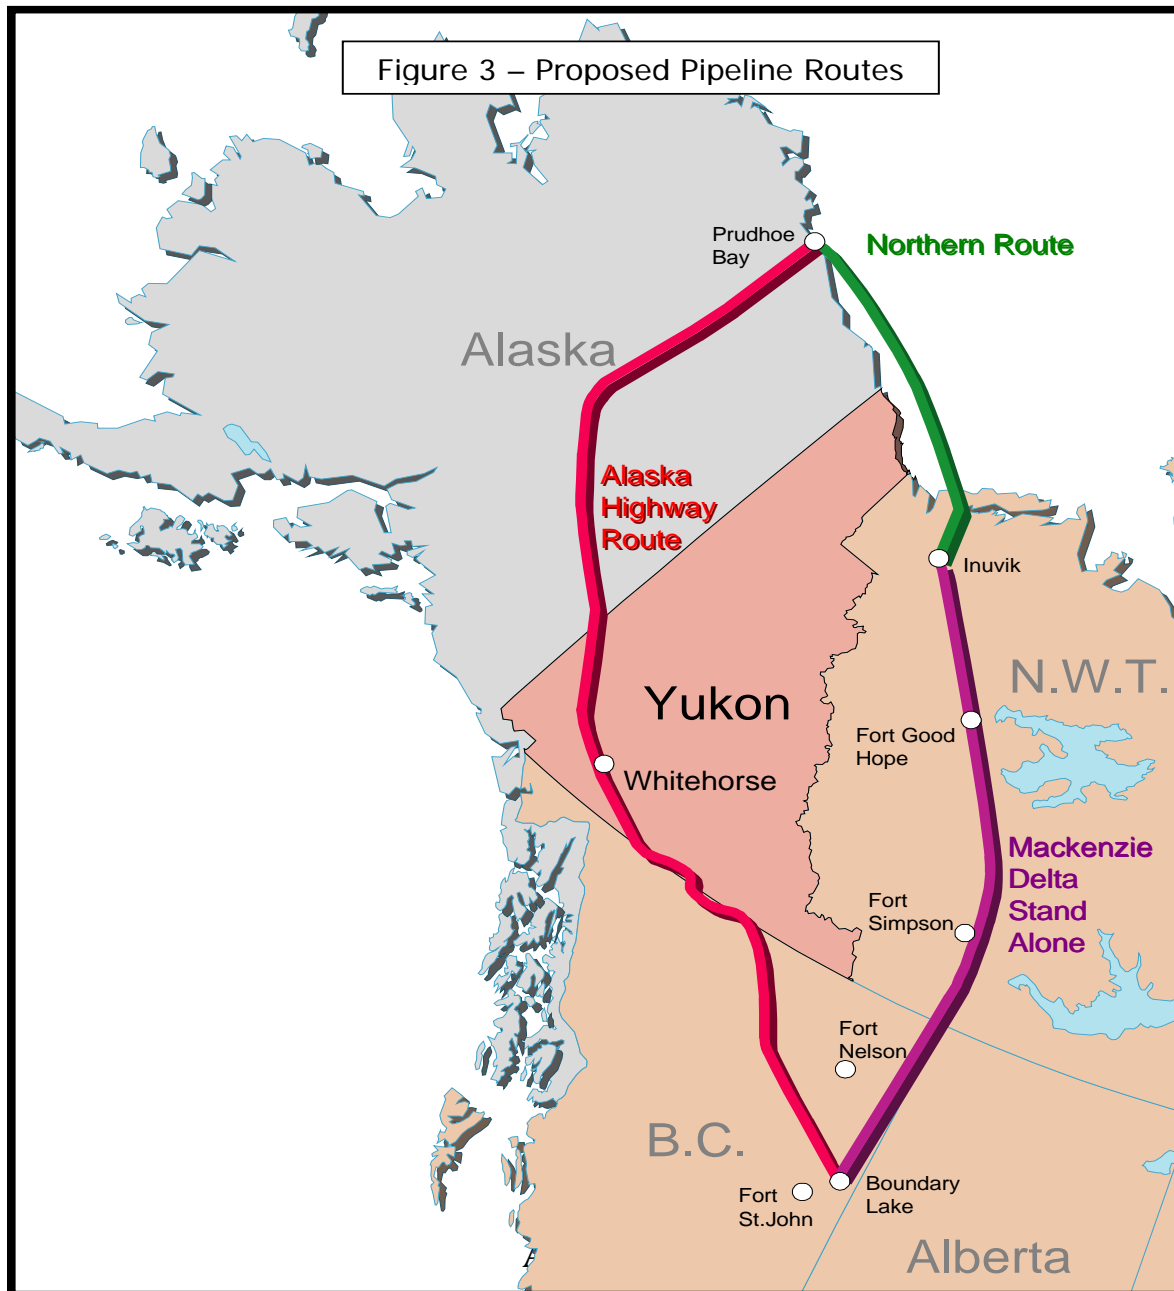 Figure 3 – Proposed Pipeline Routes
Prudhoe
Bay
Northern Route
Alaska
Alaska
Highway
Route
Inuvik
N.W.T.
Yukon
Fort Good
Hope
Whitehorse
Mackenzie
Delta
Stand
Alone
Fort
Simpson
Fort
Nelson
B.C.
Boundary
Lake
Fort
St.John
Alberta